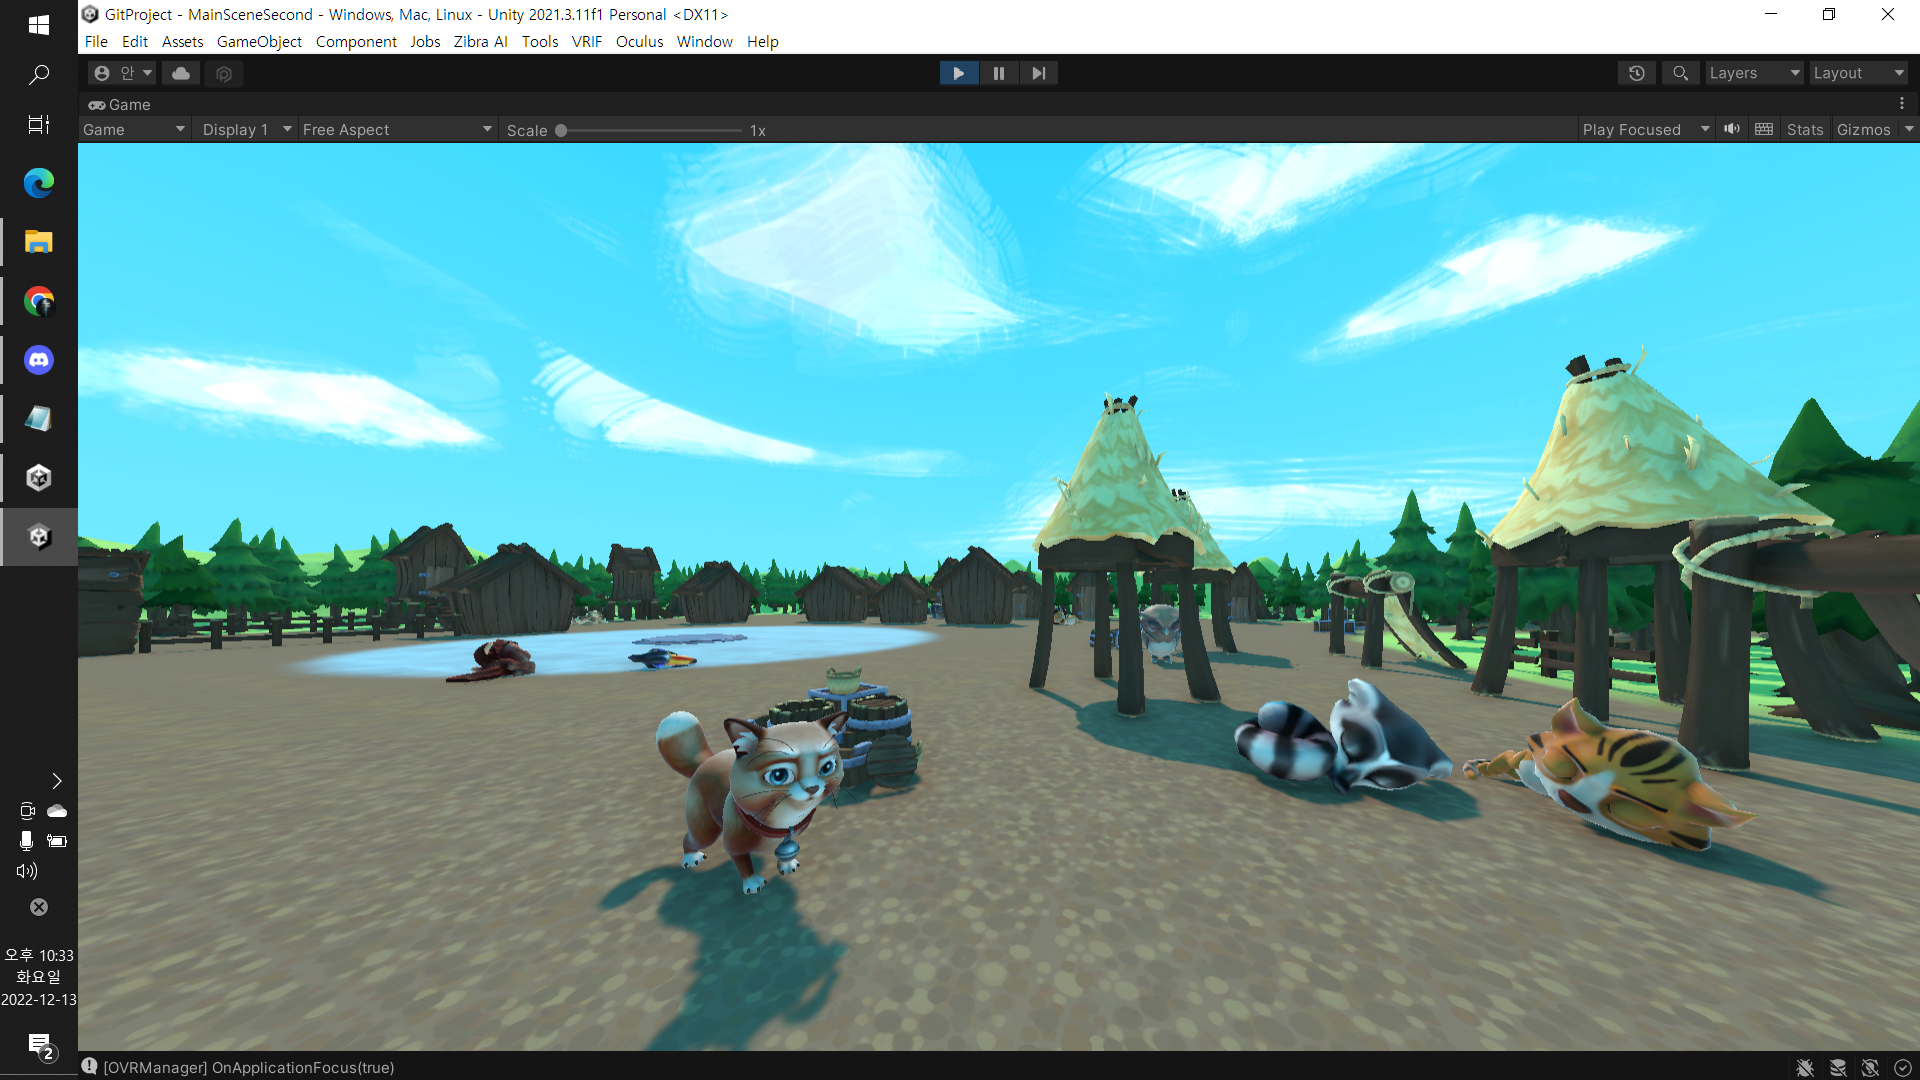 GitProject - MainSceneSecond - Windows, Mac, Linux - Unity 2021.3.11f1 Personal <DX11>
File Edit Assets GameObject Component Jobs Zibra AI Tools VRIF Oculus Window Help
안 Layers Layout
Game
Game Display 1 Free Aspect Scale 1x Play Focused Stats Gizmos
오후 10:33
화요일
2022-12-13
2
[OVRManager] OnApplicationFocus(true)